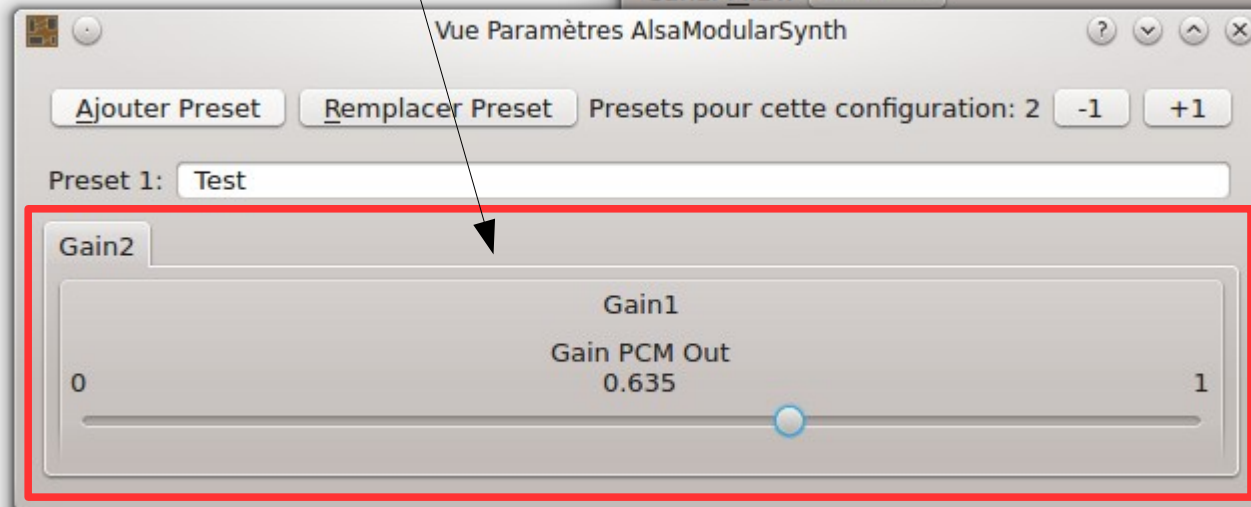 Vue Paramètres AlsaModularSynth
Ajouter Preset Remplacer Preset Presets pour cette configuration: 2 -1 +1
Preset 1: Test
Gain2
Gain1
Gain PCM Out
0 0.635 1